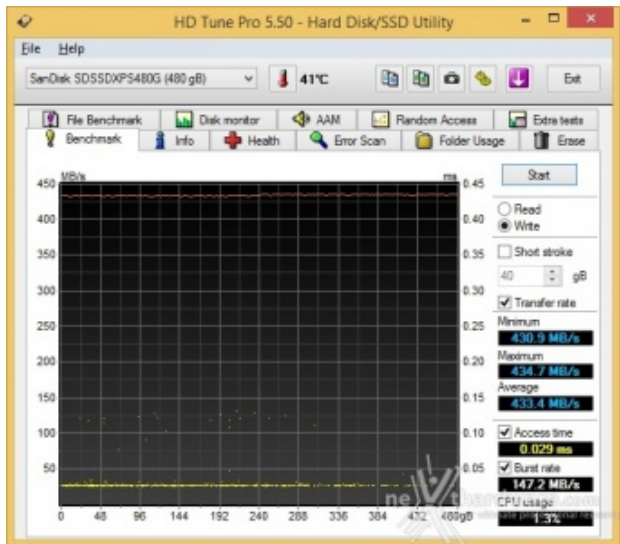 HD Tune Pro 5.50 - Hard Disk/SSD Utility
File Help
SanDisk SDSSDXPS480G (480 gB) 41°C Exit
File Benchmark Disk monitor AAM Random Access Extra tests
Benchmark Info Health Error Scan Folder Usage Erase
MB/s ms
Start
450 0.45
Read
400 0.40
Write
350 0.35
Short stroke
40 gB
300 0.30
Transfer rate
Minimum
250 0.25
430.9 MB/s
Maximum
200 0.20
434.7 MB/s
Average
150 0.15
433.4 MB/s
100 0.10
Access time
0.029 ms
50 0.05
Burst rate
147.2 MB/s
CPU usage
0 48 96 144 192 240 288 336 384 432 480gB
1.3%